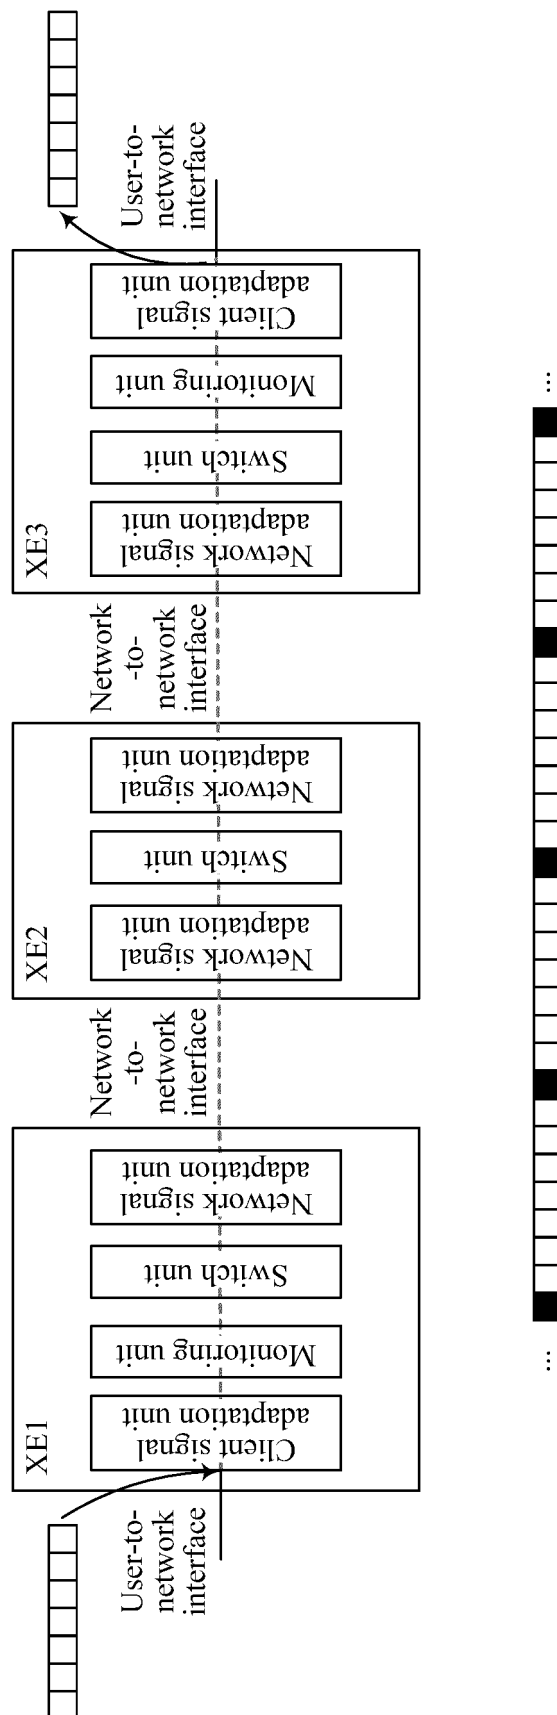 User-to-
network
interface
XE1
Client signal
adaptation unit
Monitoring unit
Switch unit
Network signal
adaptation unit
Network
-to-
network
interface
XE2
Network signal
adaptation unit
Switch unit
Network signal
adaptation unit
Network
-to-
network
interface
XE3
Network signal
adaptation unit
Switch unit
Monitoring unit
Client signal
adaptation unit
User-to-
network
interface
...
...